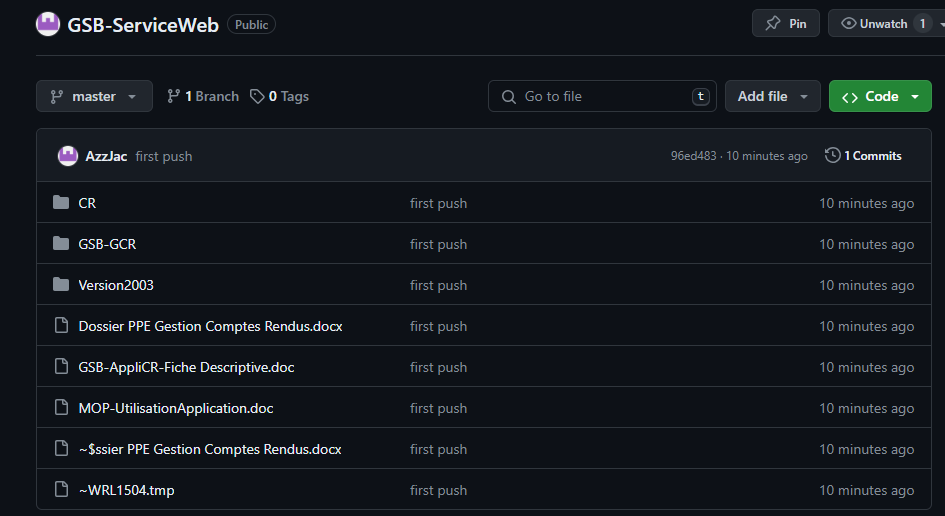 GSB-ServiceWeb Public Pin Unwatch 1
master 1 Branch 0 Tags Go to file t Add file Code
AzzJac first push 96ed483 · 10 minutes ago 1 Commits
CR first push 10 minutes ago
GSB-GCR first push 10 minutes ago
Version2003 first push 10 minutes ago
Dossier PPE Gestion Comptes Rendus.docx first push 10 minutes ago
GSB-AppliCR-Fiche Descriptive.doc first push 10 minutes ago
MOP-UtilisationApplication.doc first push 10 minutes ago
~$ssier PPE Gestion Comptes Rendus.docx first push 10 minutes ago
~WRL1504.tmp first push 10 minutes ago